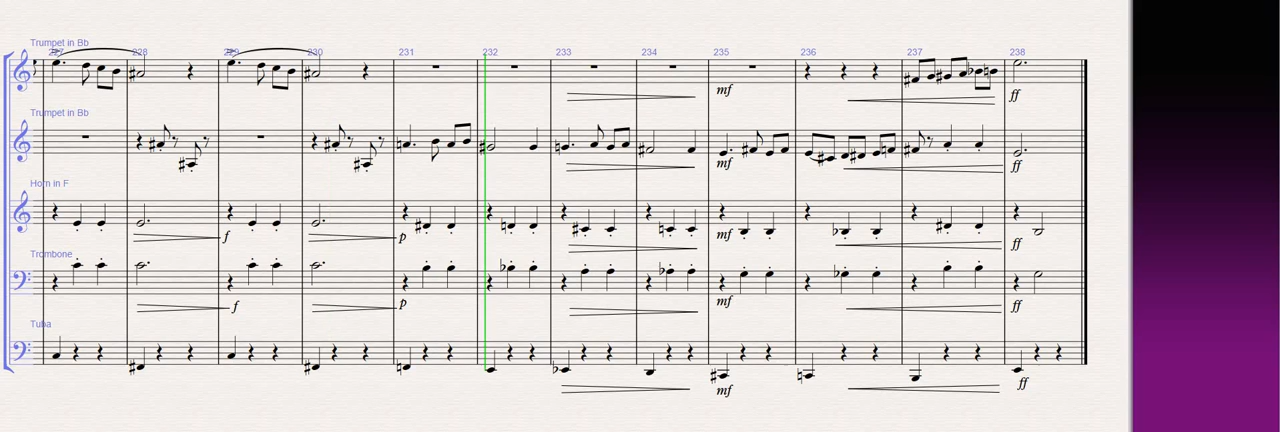 Trumpet in Bb
227 228 229 230 231 232 233 234 235 236 237 238
mf ff
Trumpet in Bb
mf ff
Horn in F
f p mf ff
Trombone
f p mf ff
Tuba
mf ff